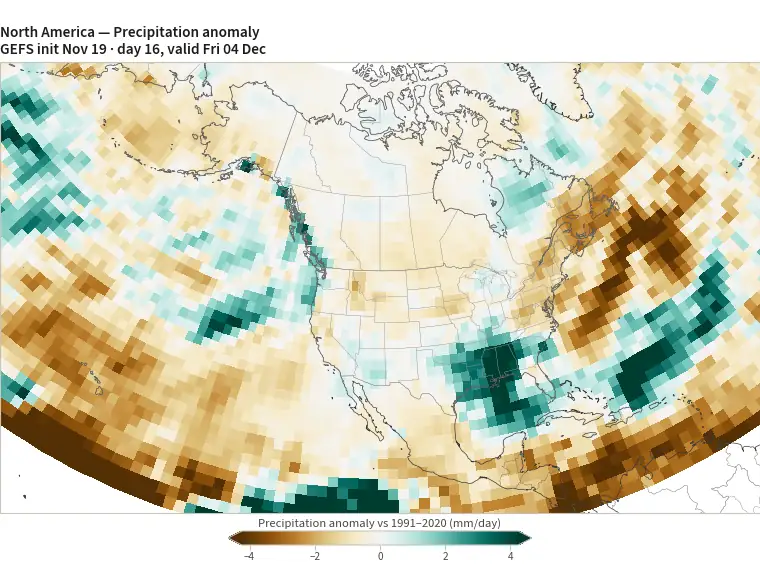 North America — Precipitation anomaly
GEFS init Nov 19 · day 16, valid Fri 04 Dec
Precipitation anomaly vs 1991–2020 (mm/day)
−4 −2 0 2 4